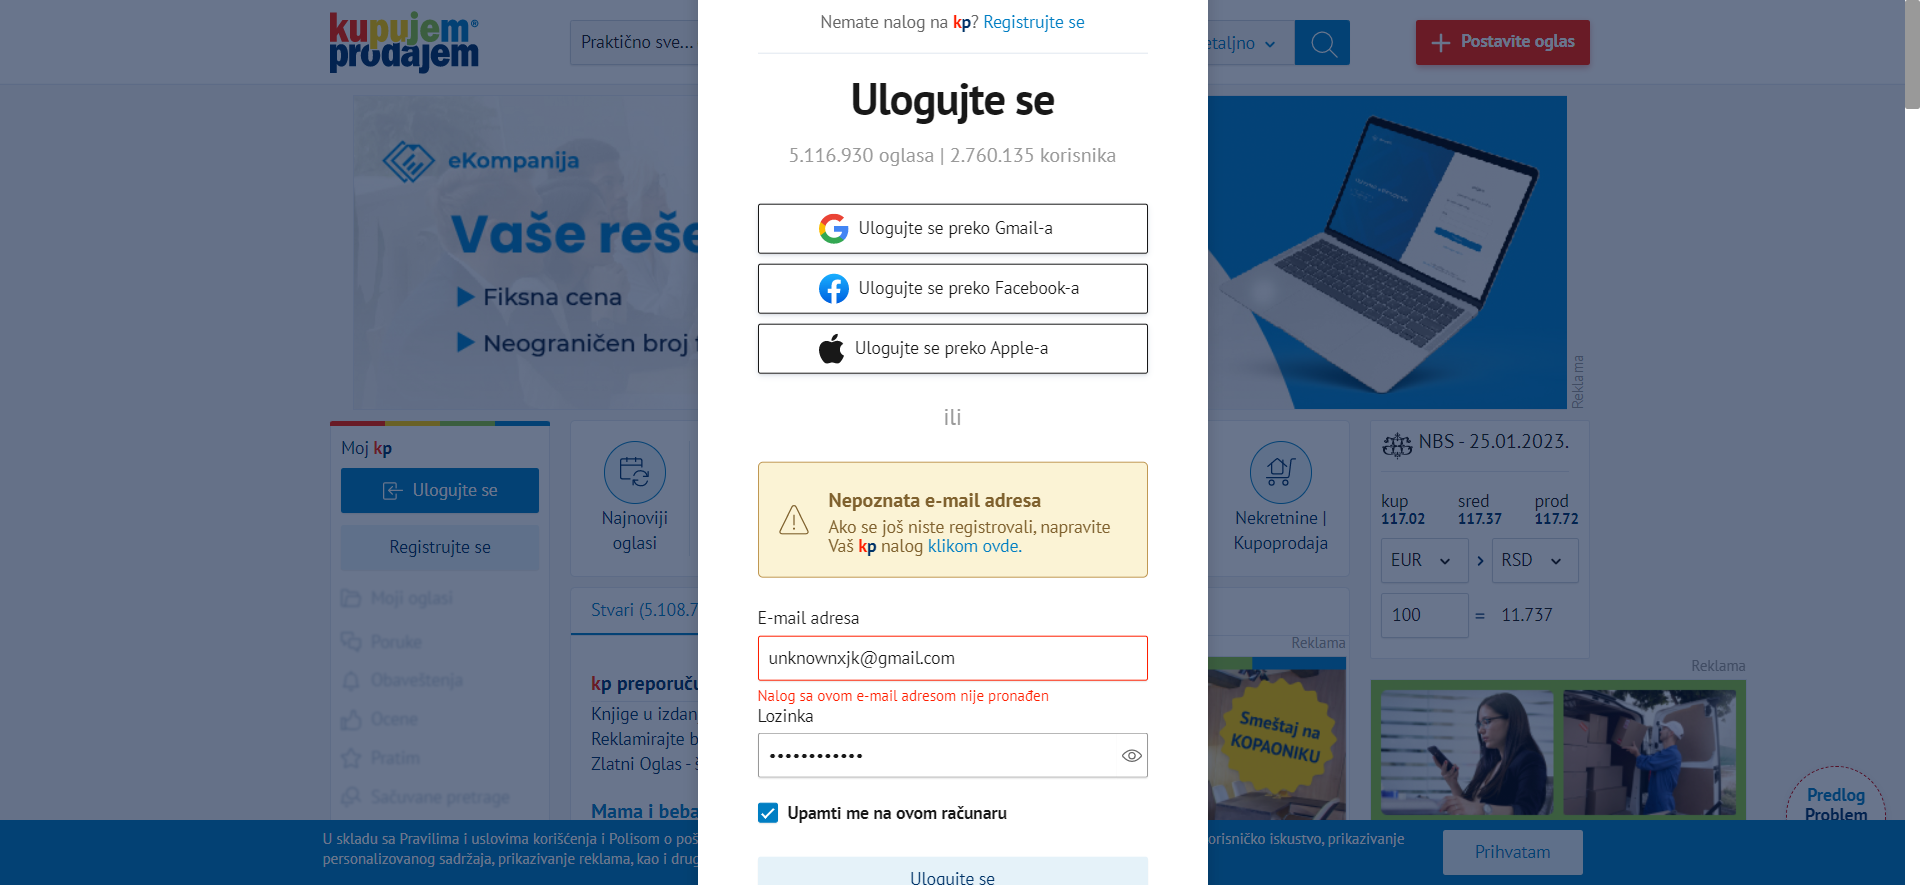 kupujem®
prodajem
Praktično sve...
etaljno
Postavite oglas
Nemate nalog na kp? Registrujte se
Ulogujte se
5.116.930 oglasa | 2.760.135 korisnika
Ulogujte se preko Gmail-a
Ulogujte se preko Facebook-a
Ulogujte se preko Apple-a
ili
Nepoznata e-mail adresa
Ako se još niste registrovali, napravite
Vaš kp nalog klikom ovde.
E-mail adresa
unknownxjk@gmail.com
Nalog sa ovom e-mail adresom nije pronađen
Lozinka
••••••••••••
Upamti me na ovom računaru
Ulogujte se
eKompanija
Vaše reše
Fiksna cena
Neograničen broj f
Reklama
Moj kp
Ulogujte se
Registrujte se
Moji oglasi
Poruke
Obaveštenja
Ocene
Pratim
Sačuvane pretrage
Najnoviji
oglasi
Stvari (5.108.7
kp preporuču
Knjige u izdan
Reklamirajte b
Zlatni Oglas - š
Mama i beba
Nekretnine |
Kupoprodaja
Reklama
Smeštaj na
KOPAONIKU
NBS - 25.01.2023.
kup sred prod
117.02 117.37 117.72
EUR > RSD
100 = 11.737
Reklama
Predlog
Problem
U skladu sa Pravilima i uslovima korišćenja i Polisom o poš
orisničko iskustvo, prikazivanje
personalizovanog sadržaja, prikazivanje reklama, kao i drug
Prihvatam